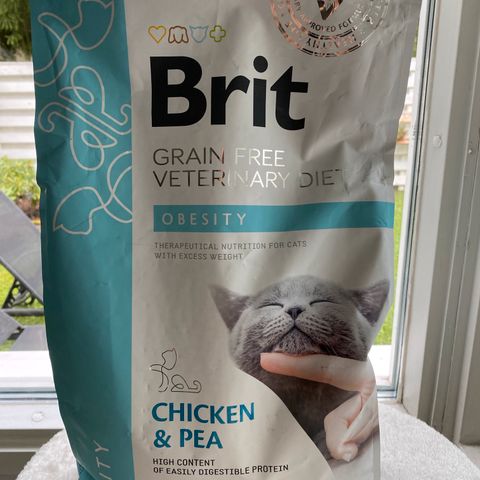 Brit
GRAIN FREE
VETERINARY DIET
OBESITY
THERAPEUTICAL NUTRITION FOR CATS
WITH EXCESS WEIGHT
CHICKEN
& PEA
HIGH CONTENT
OF EASILY DIGESTIBLE PROTEIN